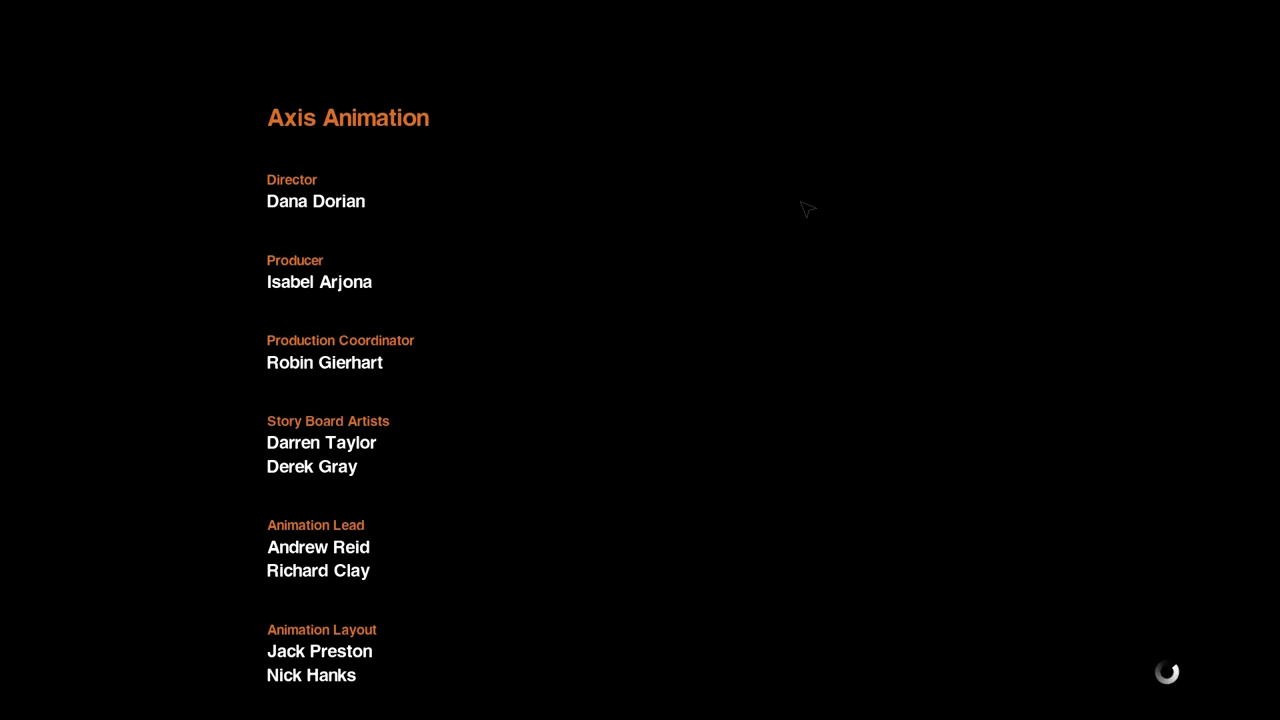 Axis Animation
Director
Dana Dorian
Producer
Isabel Arjona
Production Coordinator
Robin Gierhart
Story Board Artists
Darren Taylor
Derek Gray
Animation Lead
Andrew Reid
Richard Clay
Animation Layout
Jack Preston
Nick Hanks